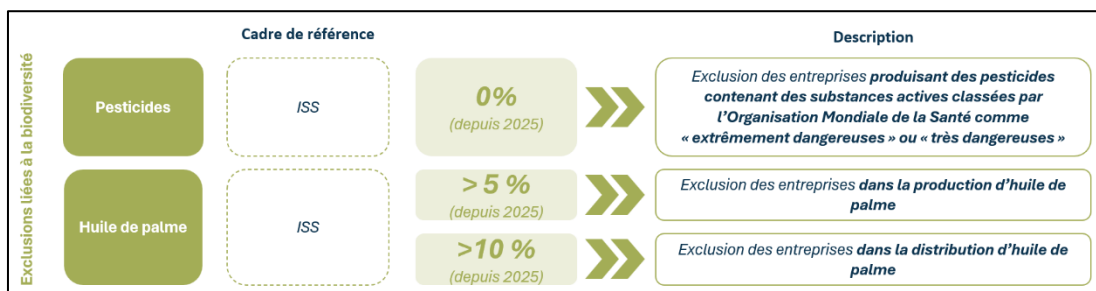 Cadre de référence
Description
Exclusions liées à la biodiversité
Pesticides
ISS
0%
(depuis 2025)
Exclusion des entreprises produisant des pesticides
contenant des substances actives classées par
l’Organisation Mondiale de la Santé comme
« extrêmement dangereuses » ou « très dangereuses »
Huile de palme
ISS
> 5 %
(depuis 2025)
Exclusion des entreprises dans la production d’huile de
palme
>10 %
(depuis 2025)
Exclusion des entreprises dans la distribution d’huile de
palme